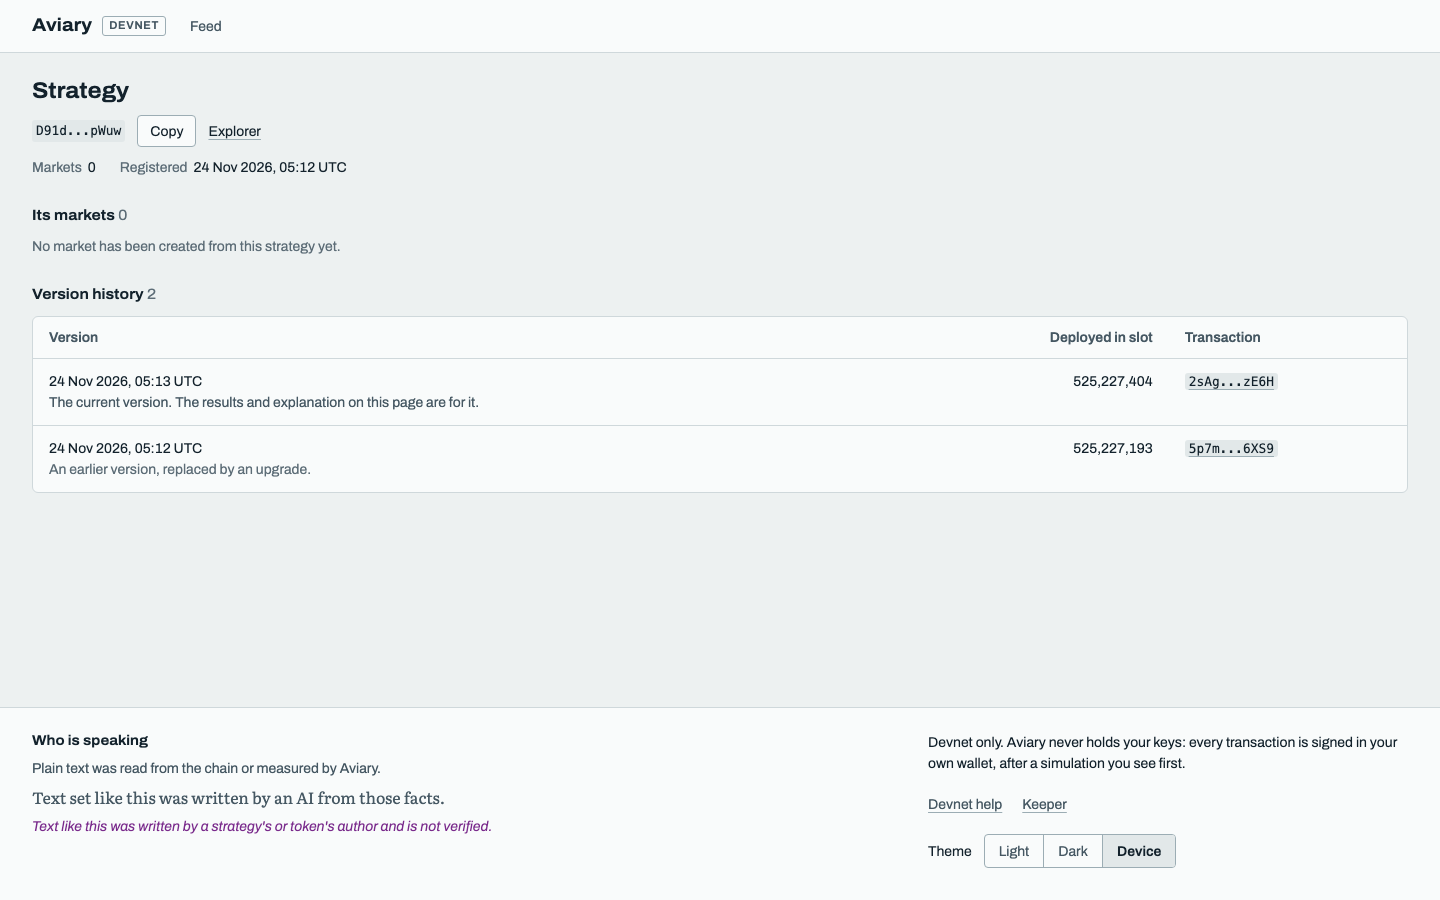 Aviary DEVNET Feed
Strategy
D91d...pWuw Copy Explorer
Markets 0 Registered 24 Nov 2026, 05:12 UTC
Its markets 0
No market has been created from this strategy yet.
Version history 2
Version Deployed in slot Transaction
24 Nov 2026, 05:13 UTC 525,227,404 2sAg...zE6H
The current version. The results and explanation on this page are for it.
24 Nov 2026, 05:12 UTC 525,227,193 5p7m...6XS9
An earlier version, replaced by an upgrade.
Who is speaking
Plain text was read from the chain or measured by Aviary.
Text set like this was written by an AI from those facts.
Text like this was written by a strategy's or token's author and is not verified.
Devnet only. Aviary never holds your keys: every transaction is signed in your
own wallet, after a simulation you see first.
Devnet help Keeper
Theme Light Dark Device